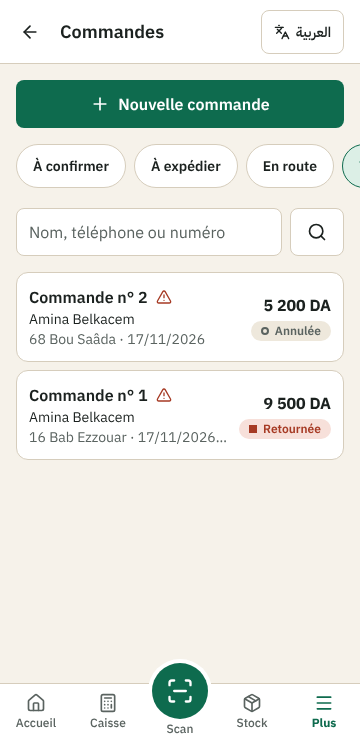 Commandes
العربية
Nouvelle commande
À confirmer
À expédier
En route
Nom, téléphone ou numéro
Commande n° 2
5 200 DA
Amina Belkacem
Annulée
68 Bou Saâda · 17/11/2026
Commande n° 1
9 500 DA
Amina Belkacem
Retournée
16 Bab Ezzouar · 17/11/2026...
Accueil
Caisse
Scan
Stock
Plus